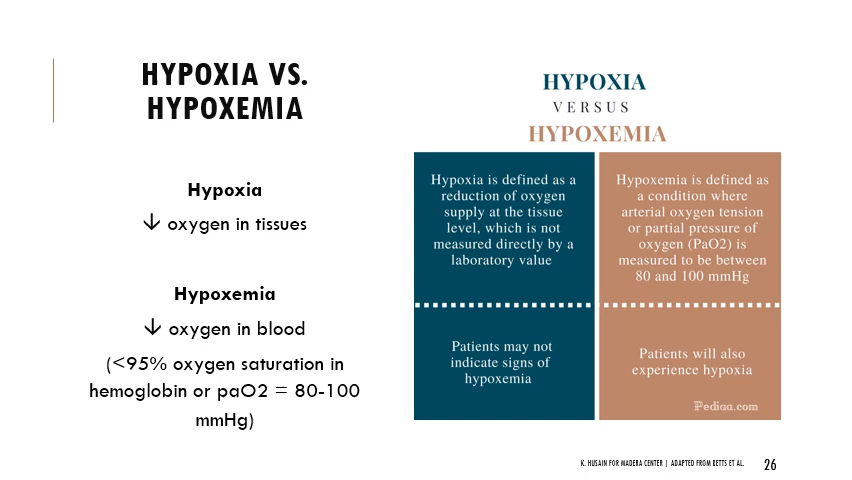 HYPOXIA VS.
HYPOXEMIA
Hypoxia
↓ oxygen in tissues
Hypoxemia
↓ oxygen in blood
(<95% oxygen saturation in
hemoglobin or paO2 = 80-100
mmHg)
HYPOXIA
VERSUS
HYPOXEMIA
Hypoxia is defined as a
reduction of oxygen
supply at the tissue
level, which is not
measured directly by a
laboratory value
Hypoxemia is defined as
a condition where
arterial oxygen tension
or partial pressure of
oxygen (PaO2) is
measured to be between
80 and 100 mmHg
Patients may not
indicate signs of
hypoxemia
Patients will also
experience hypoxia
Pediaa.com
K. HUSAIN FOR MADERA CENTER | ADAPTED FROM BETTS ET AL.
26